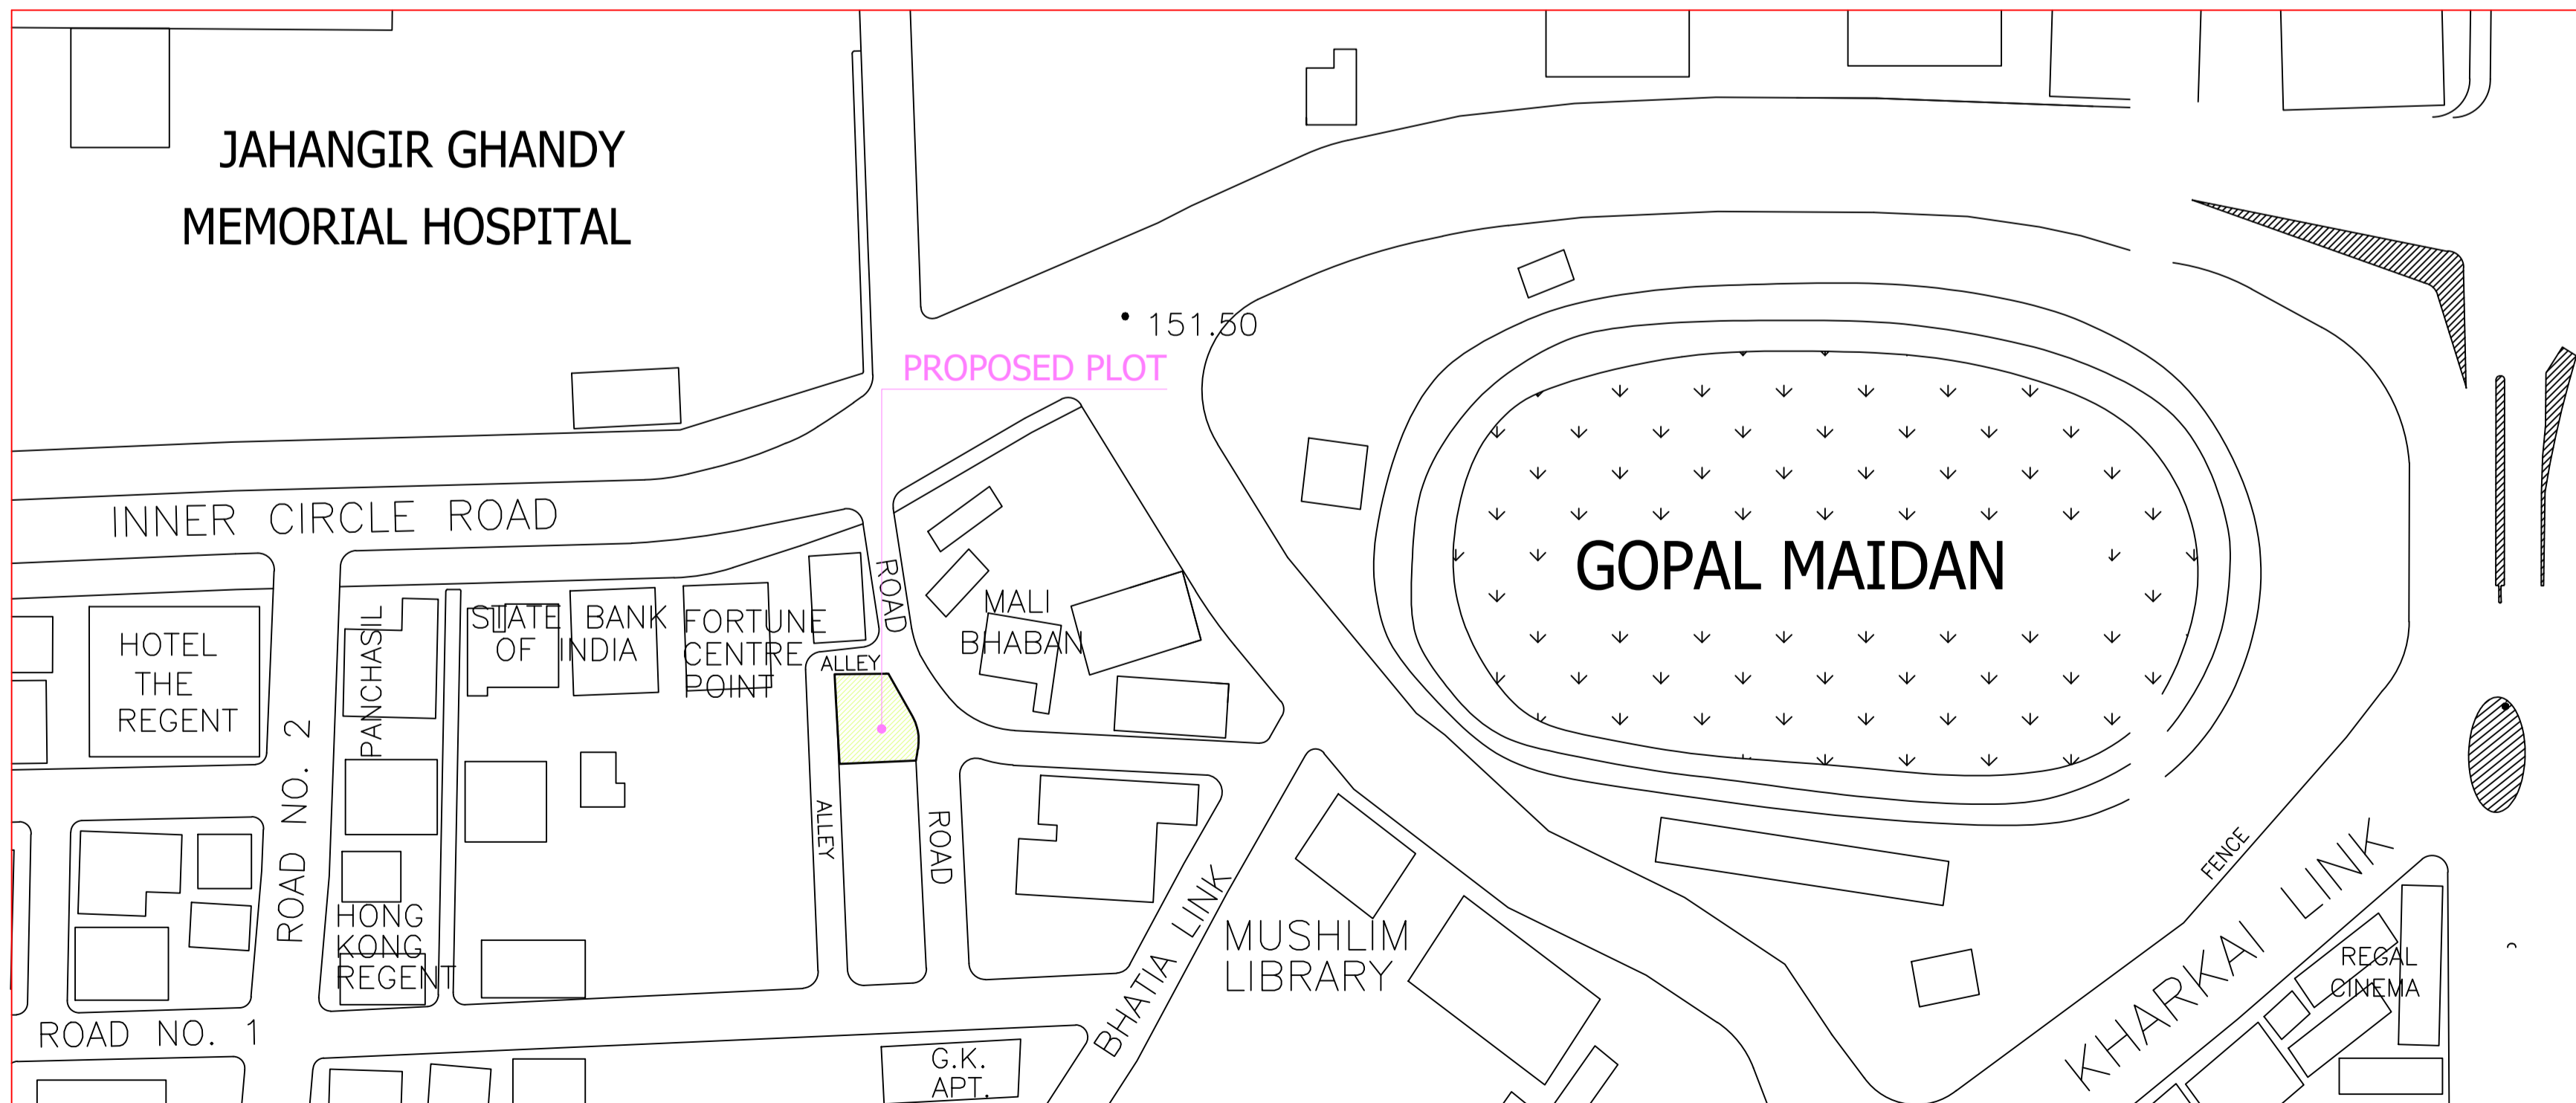 JAHANGIR GHANDY
MEMORIAL HOSPITAL
151.50
PROPOSED PLOT
INNER CIRCLE ROAD
GOPAL MAIDAN
ROAD
MALI
BHABAN
STATE BANK
OF INDIA
FORTUNE
CENTRE
POINT
HOTEL
THE
REGENT
PANCHASIL
ALLEY
ROAD NO. 2
ALLEY
ROAD
FENCE
KHARKAI LINK
BHATIA LINK
HONG
KONG
REGENT
MUSHLIM
LIBRARY
REGAL
CINEMA
ROAD NO. 1
G.K.
APT.